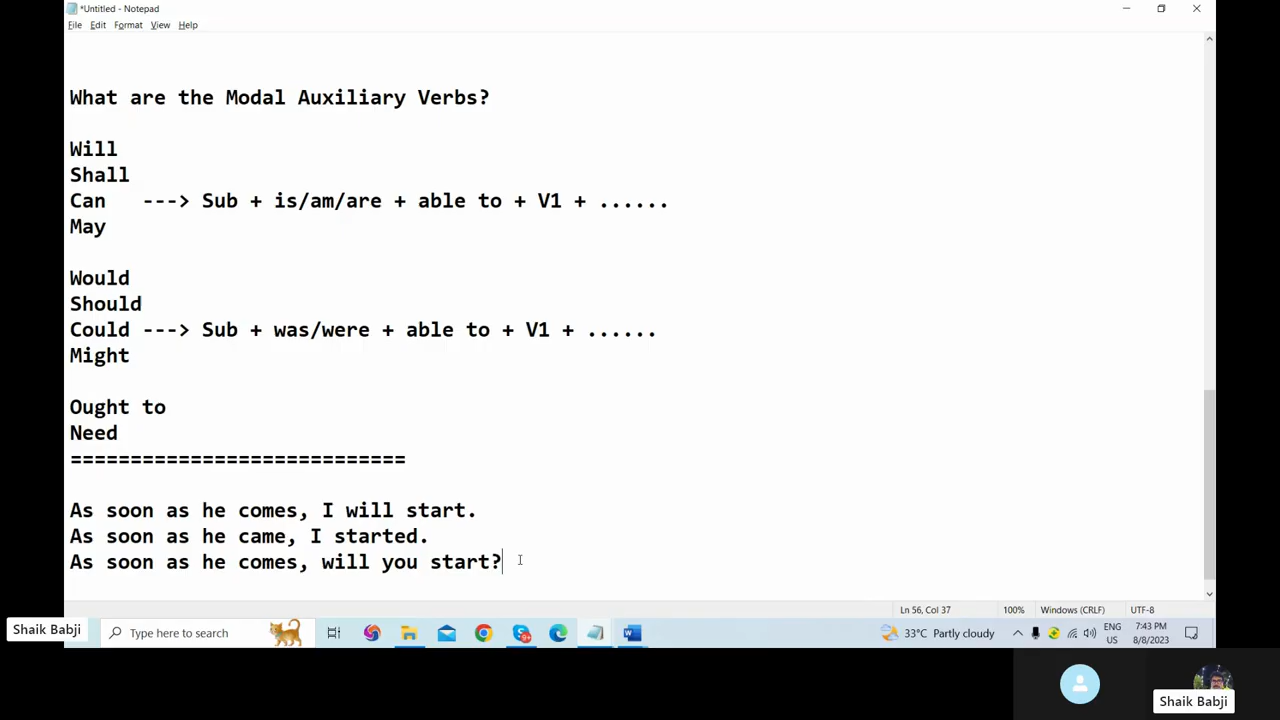 *Untitled - Notepad
File Edit Format View Help
What are the Modal Auxiliary Verbs?
Will
Shall
Can ---> Sub + is/am/are + able to + V1 + ......
May
Would
Should
Could ---> Sub + was/were + able to + V1 + ......
Might
Ought to
Need
============================
As soon as he comes, I will start.
As soon as he came, I started.
As soon as he comes, will you start?
Ln 56, Col 37 100% Windows (CRLF) UTF-8
Shaik Babji
Type here to search
33°C Partly cloudy
ENG
US
7:43 PM
8/8/2023
Shaik Babji